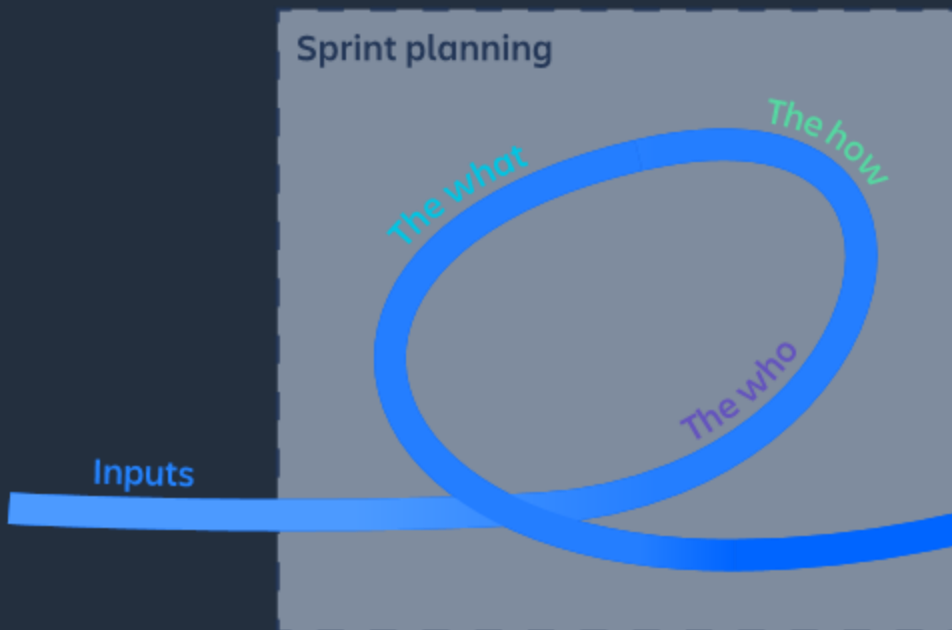 Sprint planning
The what
The how
The who
Inputs